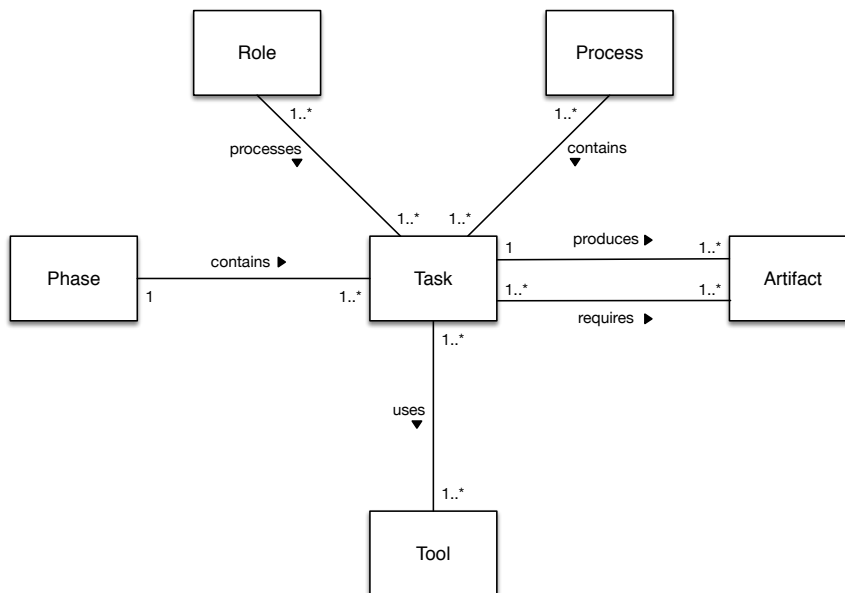 Role
Process
1..*
1..*
processes
contains
1..*
1..*
Phase
contains
1
1..*
Task
1
produces
1..*
1..*
requires
1..*
Artifact
1..*
uses
1..*
Tool